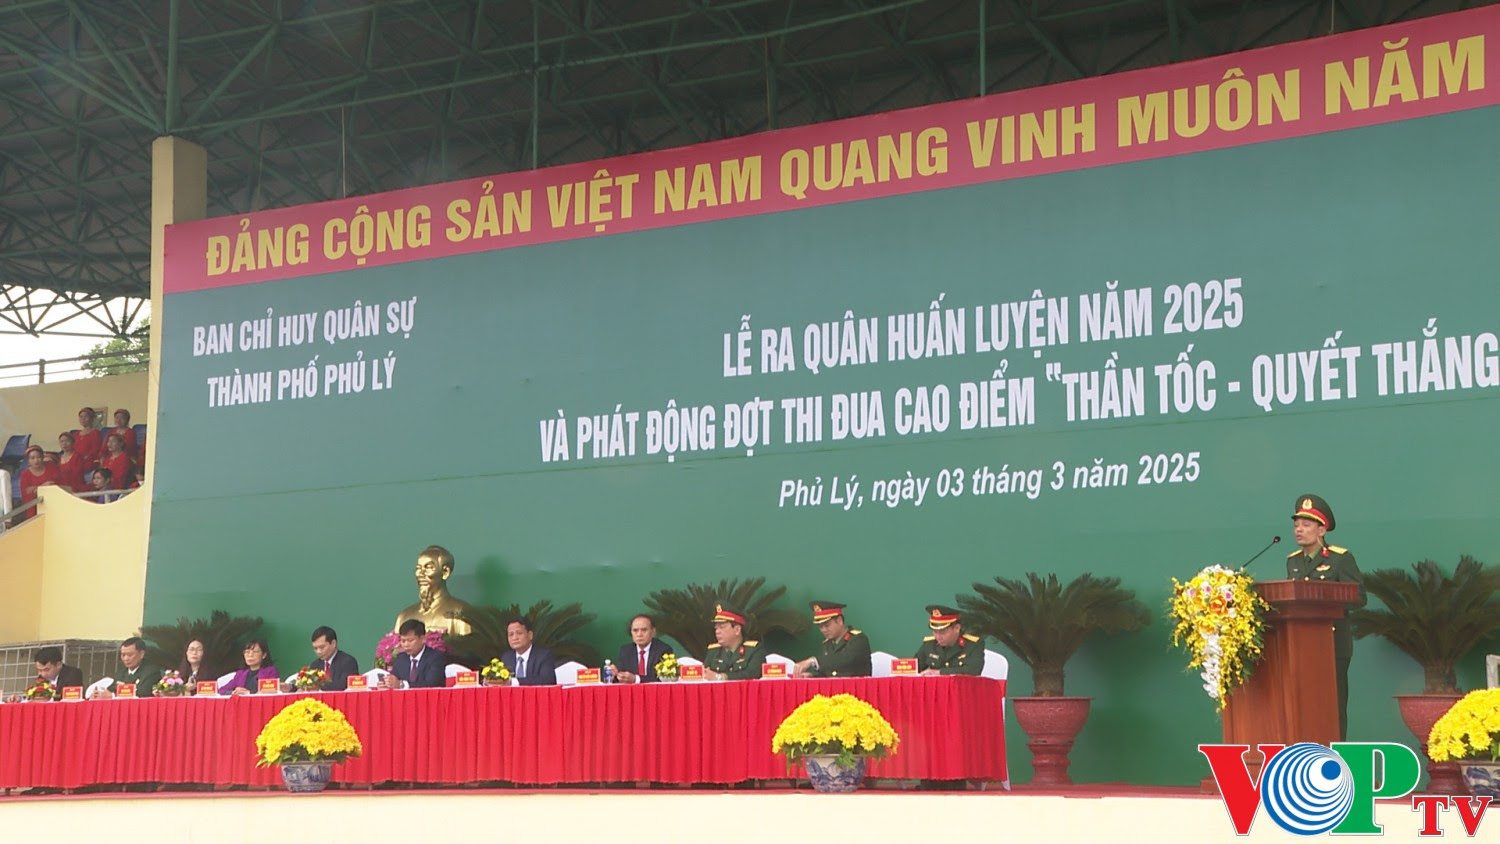 ĐẢNG CỘNG SẢN VIỆT NAM QUANG VINH MUÔN NĂM
BAN CHỈ HUY QUÂN SỰ
THÀNH PHỐ PHỦ LÝ
LỄ RA QUÂN HUẤN LUYỆN NĂM 2025
VÀ PHÁT ĐỘNG ĐỢT THI ĐUA CAO ĐIỂM "THẦN TỐC - QUYẾT THẮNG
Phủ Lý, ngày 03 tháng 3 năm 2025
VOPTV